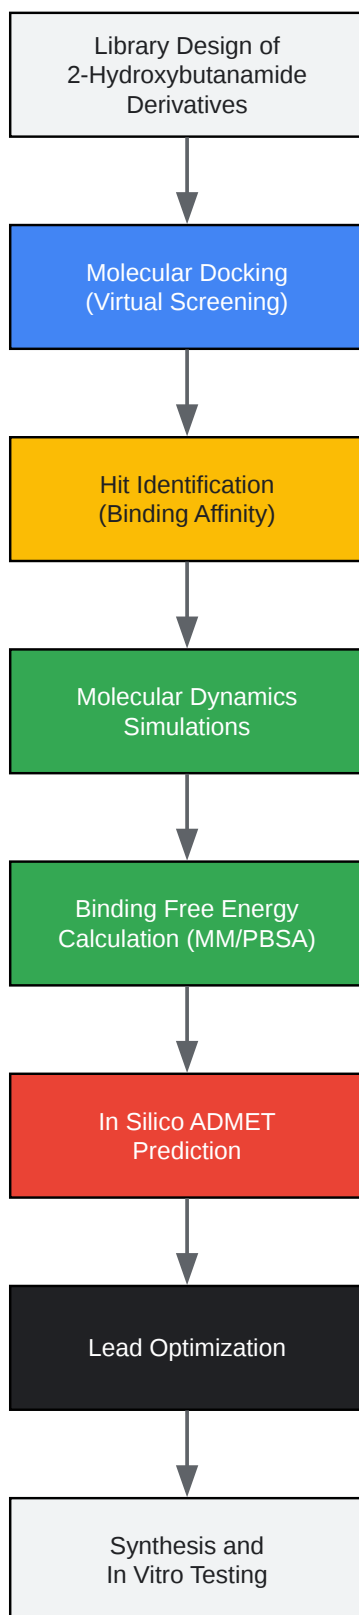 Library Design of
2-Hydroxybutanamide
Derivatives
Molecular Docking
(Virtual Screening)
Hit Identification
(Binding Affinity)
Molecular Dynamics
Simulations
Binding Free Energy
Calculation (MM/PBSA)
In Silico ADMET
Prediction
Lead Optimization
Synthesis and
In Vitro Testing